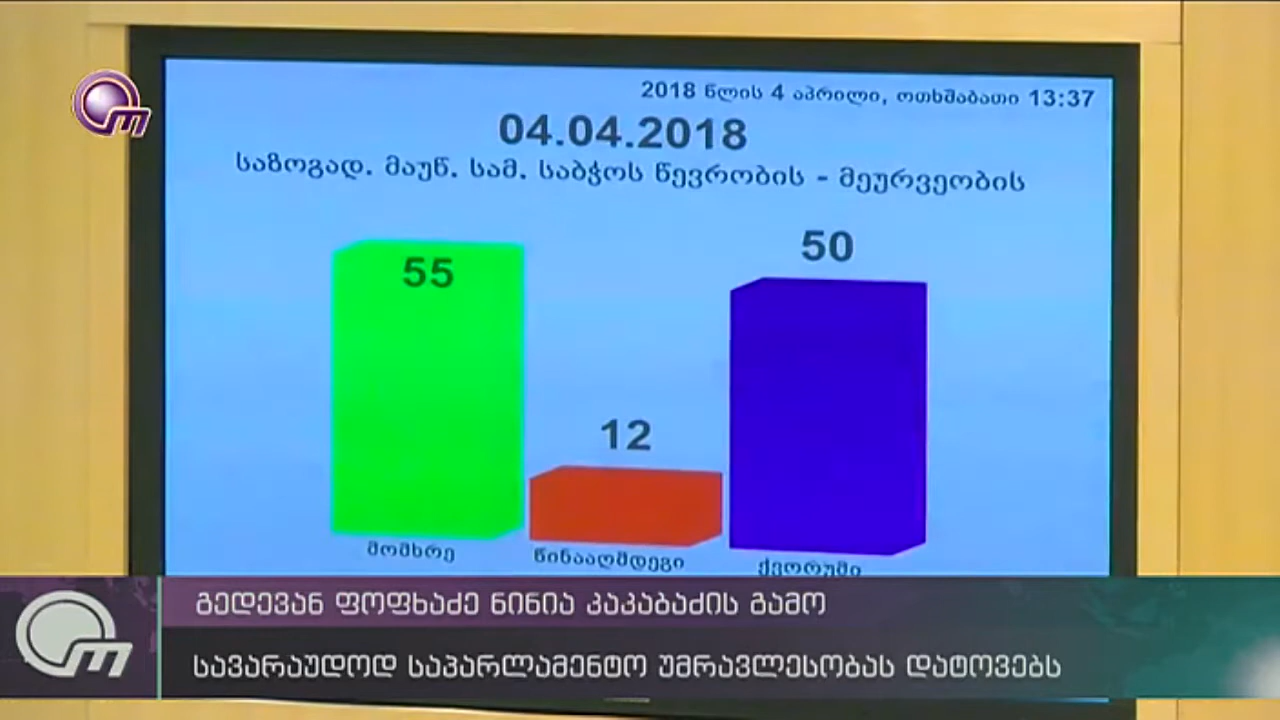 2018 წლის 4 აპრილი, ოთხშაბათი 13:37
04.04.2018
საზოგად. მაუწ. სამ. საბჭოს წევრობის - მეურვეობის
55
12
50
მომხრე
წინააღმდეგი
ქვორუმი
გედევან ფოფხაძე ნინია კაკაბაძის გამო
სავარაუდოდ საპარლამენტო უმრავლესობას დატოვებს